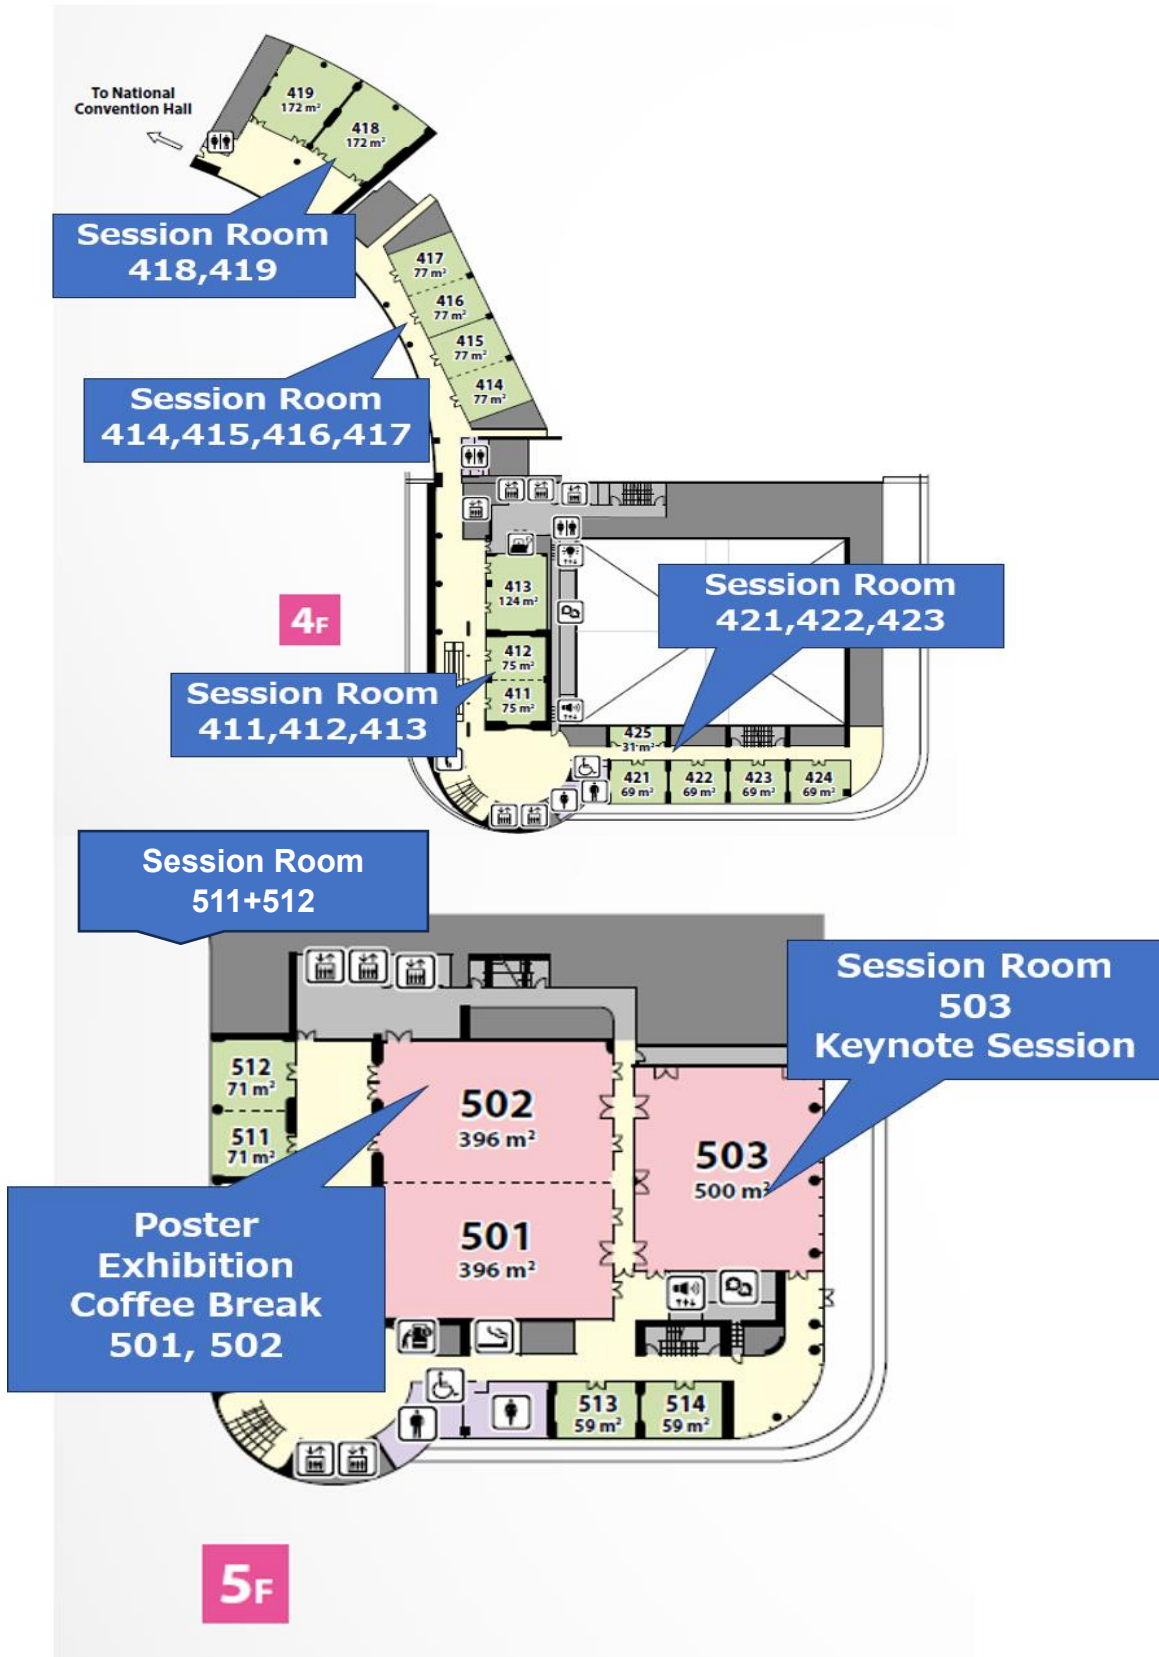 To National
Convention Hall
419
172 m²
418
172 m²
Session Room
418,419
417
77 m²
416
77 m²
415
77 m²
414
77 m²
Session Room
414,415,416,417
413
124 m²
Session Room
421,422,423
4F
412
75 m²
411
75 m²
Session Room
411,412,413
425
31 m²
421
69 m²
422
69 m²
423
69 m²
424
69 m²
Session Room
511+512
Session Room
503
Keynote Session
512
71 m²
511
71 m²
502
396 m²
503
500 m²
501
396 m²
Poster
Exhibition
Coffee Break
501, 502
513
59 m²
514
59 m²
5F